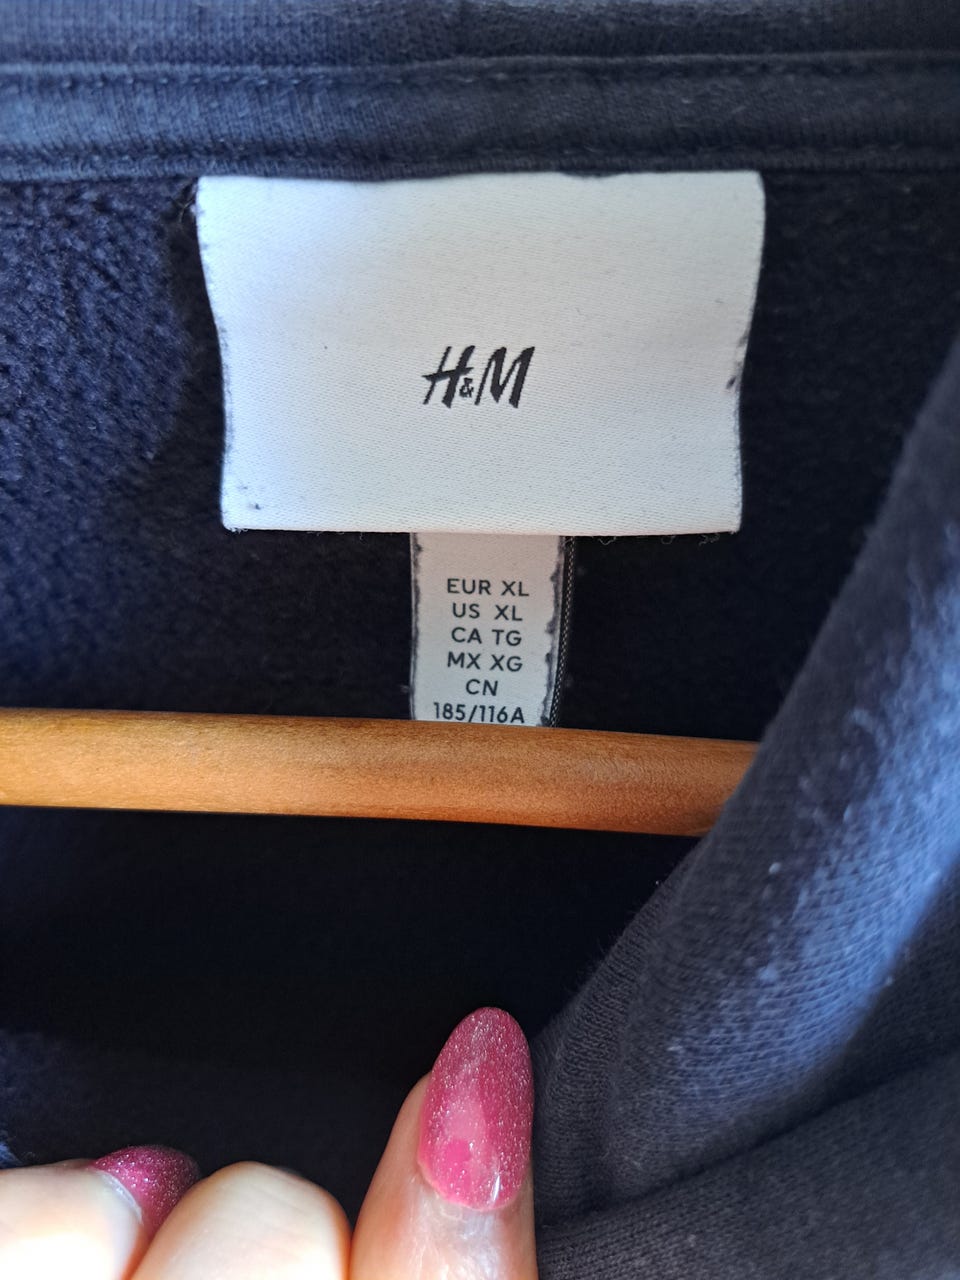 H&M
EUR XL
US XL
CA TG
MX XG
CN
185/116A